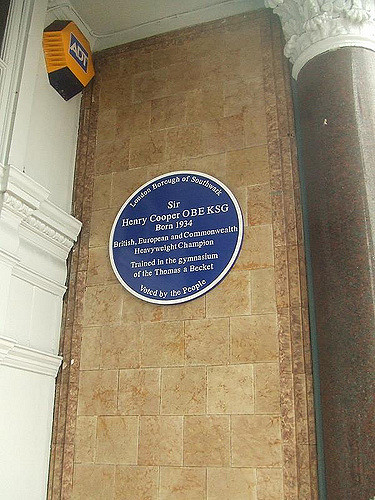 ADT
London Borough of Southwark
Sir
Henry Cooper OBE KSG
Born 1934
British, European and Commonwealth
Heavyweight Champion
Trained in the gymnasium
of the Thomas a Becket
Voted by the People